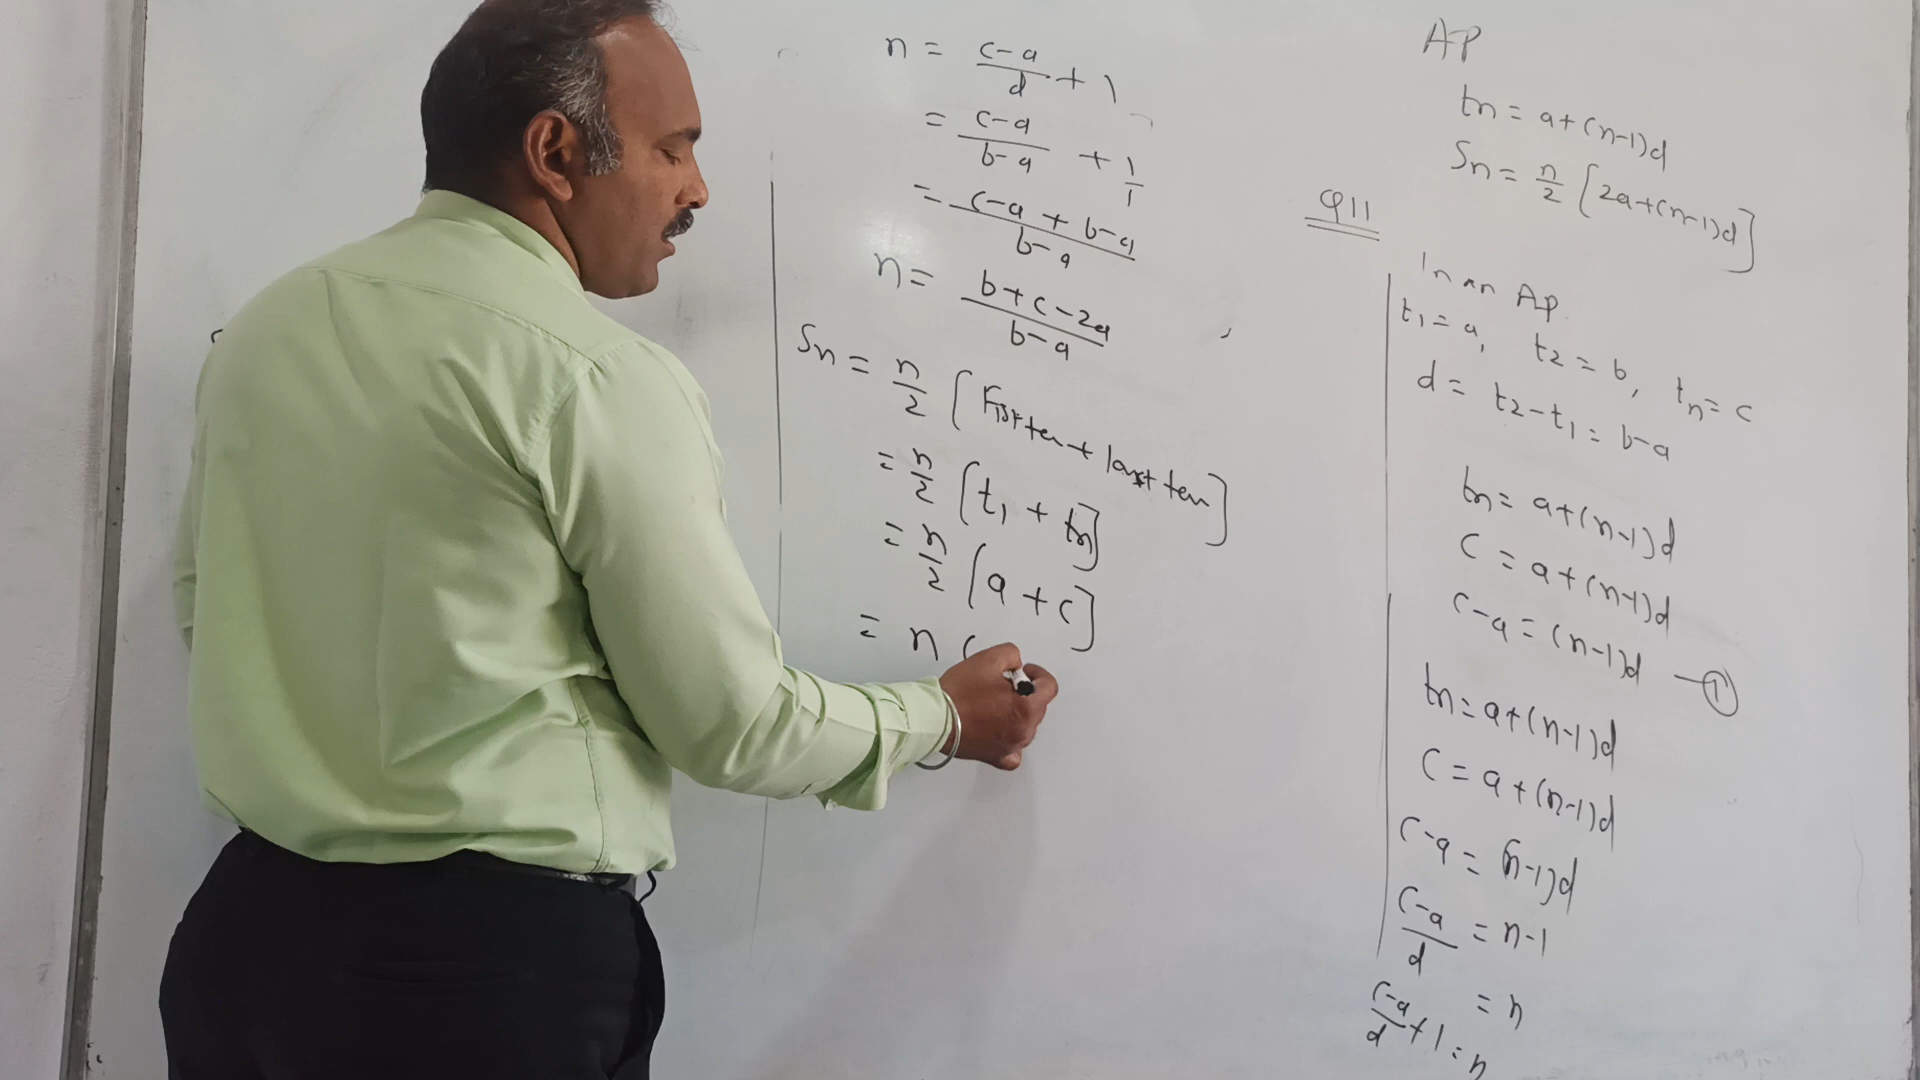 AP
tn = a+(n-1)d
Sn = n/2 [2a+(n-1)d]
Q11
In an AP.
t1 = a, t2 = b, tn = c
d = t2-t1 = b-a
tn = a+(n-1)d
C = a+(n-1)d
C-a = (n-1)d —①
tn = a+(n-1)d
C = a+(n-1)d
C-a = (n-1)d
C-a/d = n-1
= n
C-a/d +1 = n
n = C-a/d + 1
= C-a/b-a + 1/1
= C-a + b-a/b-a
n = b+c-2a/b-a
Sn = n/2 [First ten + last ten]
= n/2 [t1 + tn]
= n/2 [a+c]
= n (